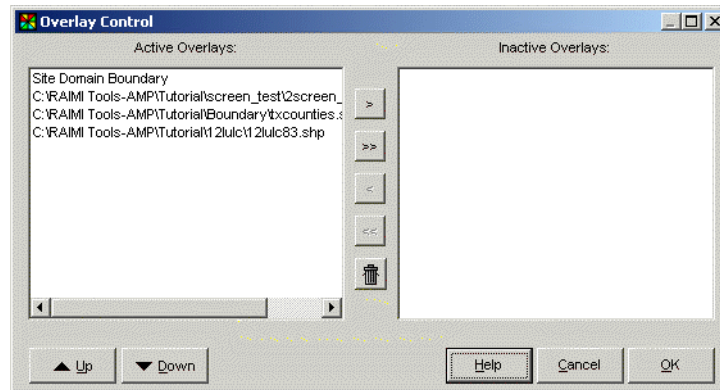 Overlay Control
Active Overlays:
Inactive Overlays:
Site Domain Boundary
C:\RAIMI Tools-AMP\Tutorial\screen_test\2screen_
C:\RAIMI Tools-AMP\Tutorial\Boundary\txcounties.s
C:\RAIMI Tools-AMP\Tutorial\12lulc\12lulc83.shp
>
>>
<
<<
Up
Down
Help
Cancel
OK